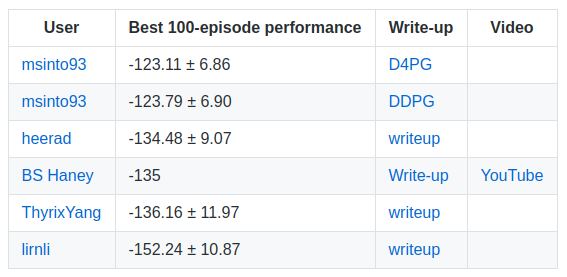 User Best 100-episode performance Write-up Video
msinto93 -123.11 ± 6.86 D4PG
msinto93 -123.79 ± 6.90 DDPG
heerad -134.48 ± 9.07 writeup
BS Haney -135 Write-up YouTube
ThyrixYang -136.16 ± 11.97 writeup
lirnli -152.24 ± 10.87 writeup